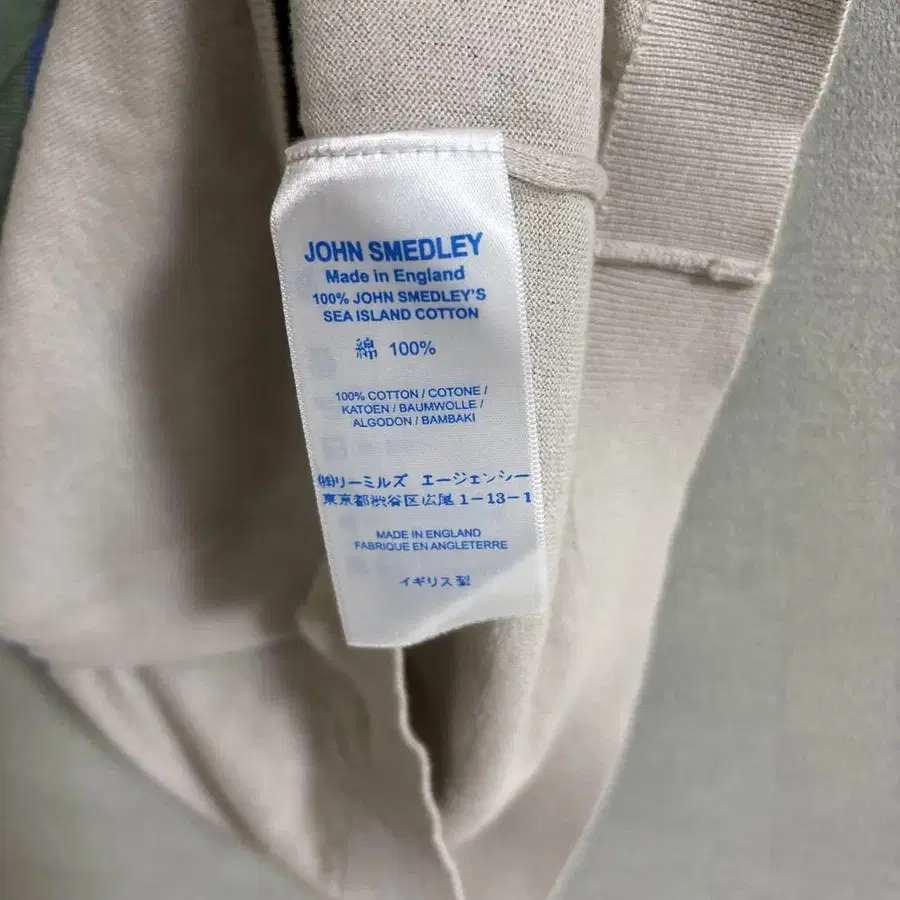 JOHN SMEDLEY
Made in England
100% JOHN SMEDLEY'S
SEA ISLAND COTTON
綿 100%
100% COTTON / COTONE /
KATOEN / BAUMWOLLE /
ALGODON / BAMBAKI
㈱リーミルズ エージェンシー
東京都渋谷区広尾 1-13-1
MADE IN ENGLAND
FABRIQUE EN ANGLETERRE
イギリス製